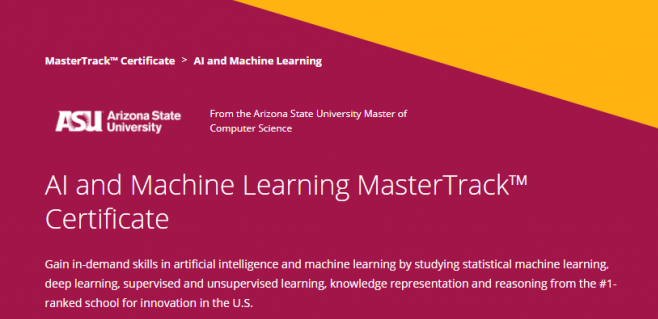 MasterTrack™ Certificate > AI and Machine Learning
ASU Arizona State
University
From the Arizona State University Master of
Computer Science
AI and Machine Learning MasterTrack™
Certificate
Gain in-demand skills in artificial intelligence and machine learning by studying statistical machine learning,
deep learning, supervised and unsupervised learning, knowledge representation and reasoning from the #1-
ranked school for innovation in the U.S.